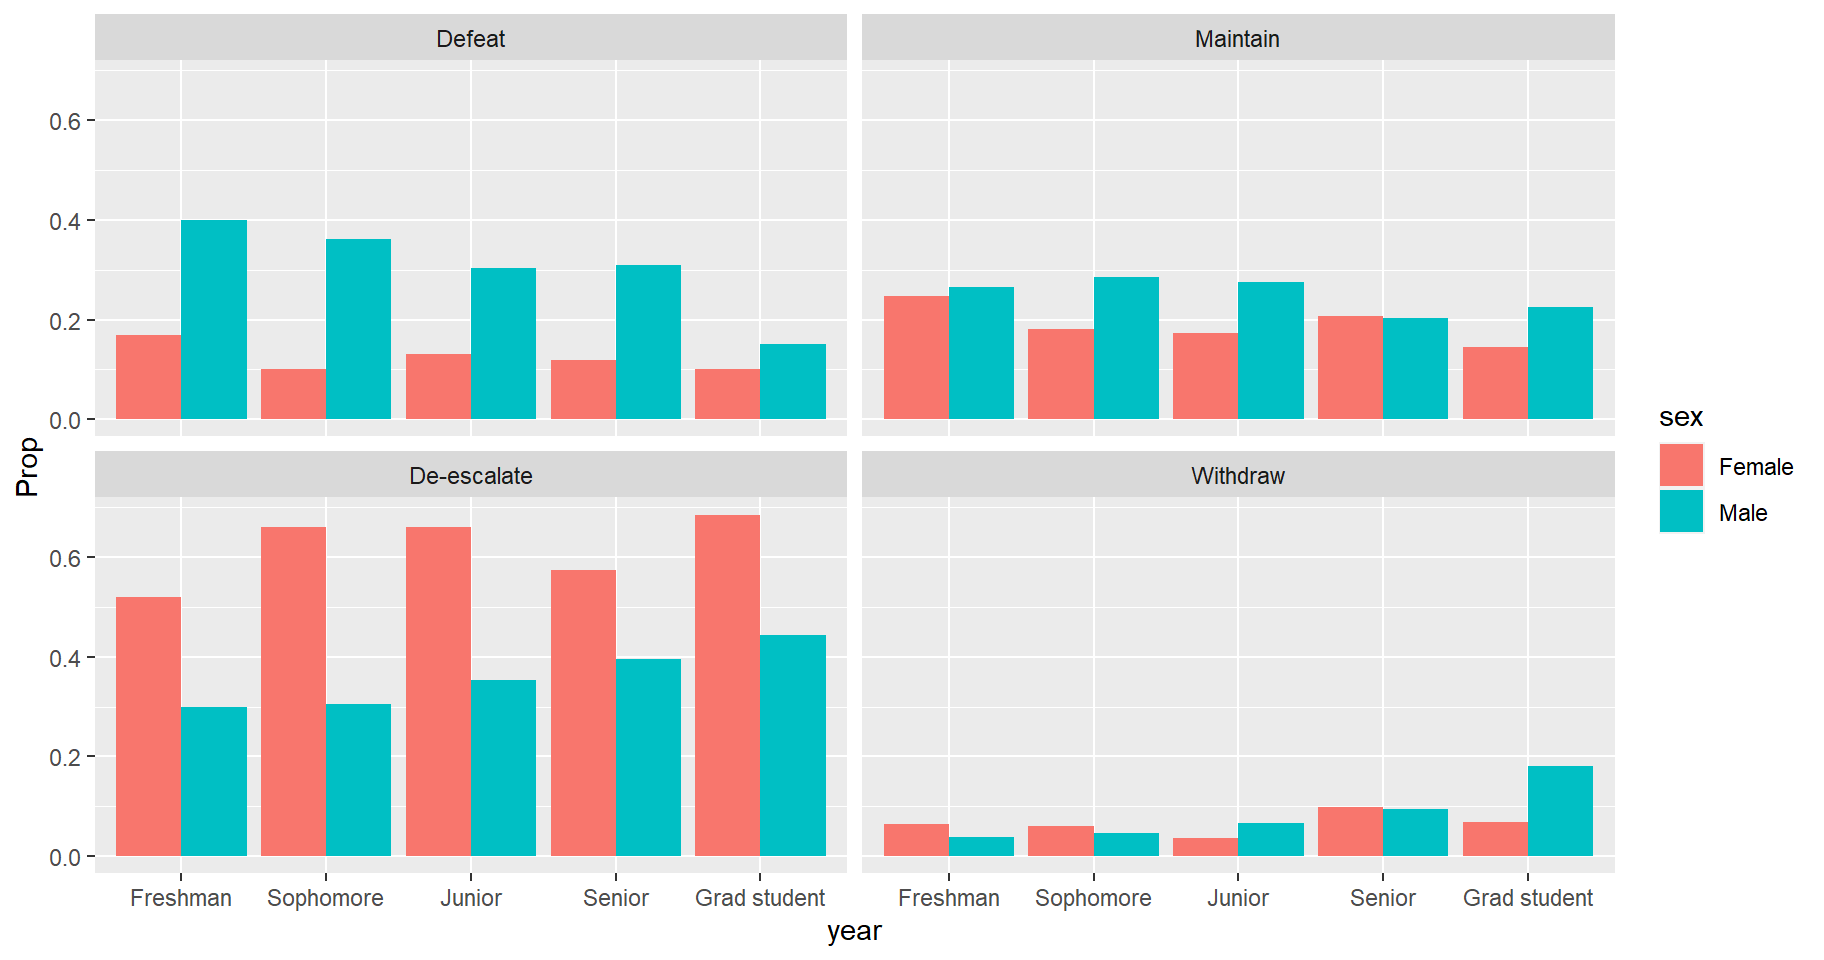 Defeat
Maintain
0.6
0.4
0.2
0.0
De-escalate
Withdraw
0.6
0.4
0.2
0.0
Prop
Freshman Sophomore Junior Senior Grad student
Freshman Sophomore Junior Senior Grad student
year
sex
Female
Male